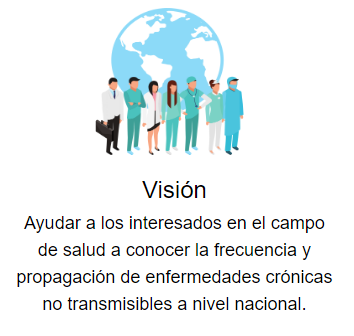 Visión
Ayudar a los interesados en el campo
de salud a conocer la frecuencia y
propagación de enfermedades crónicas
no transmisibles a nivel nacional.